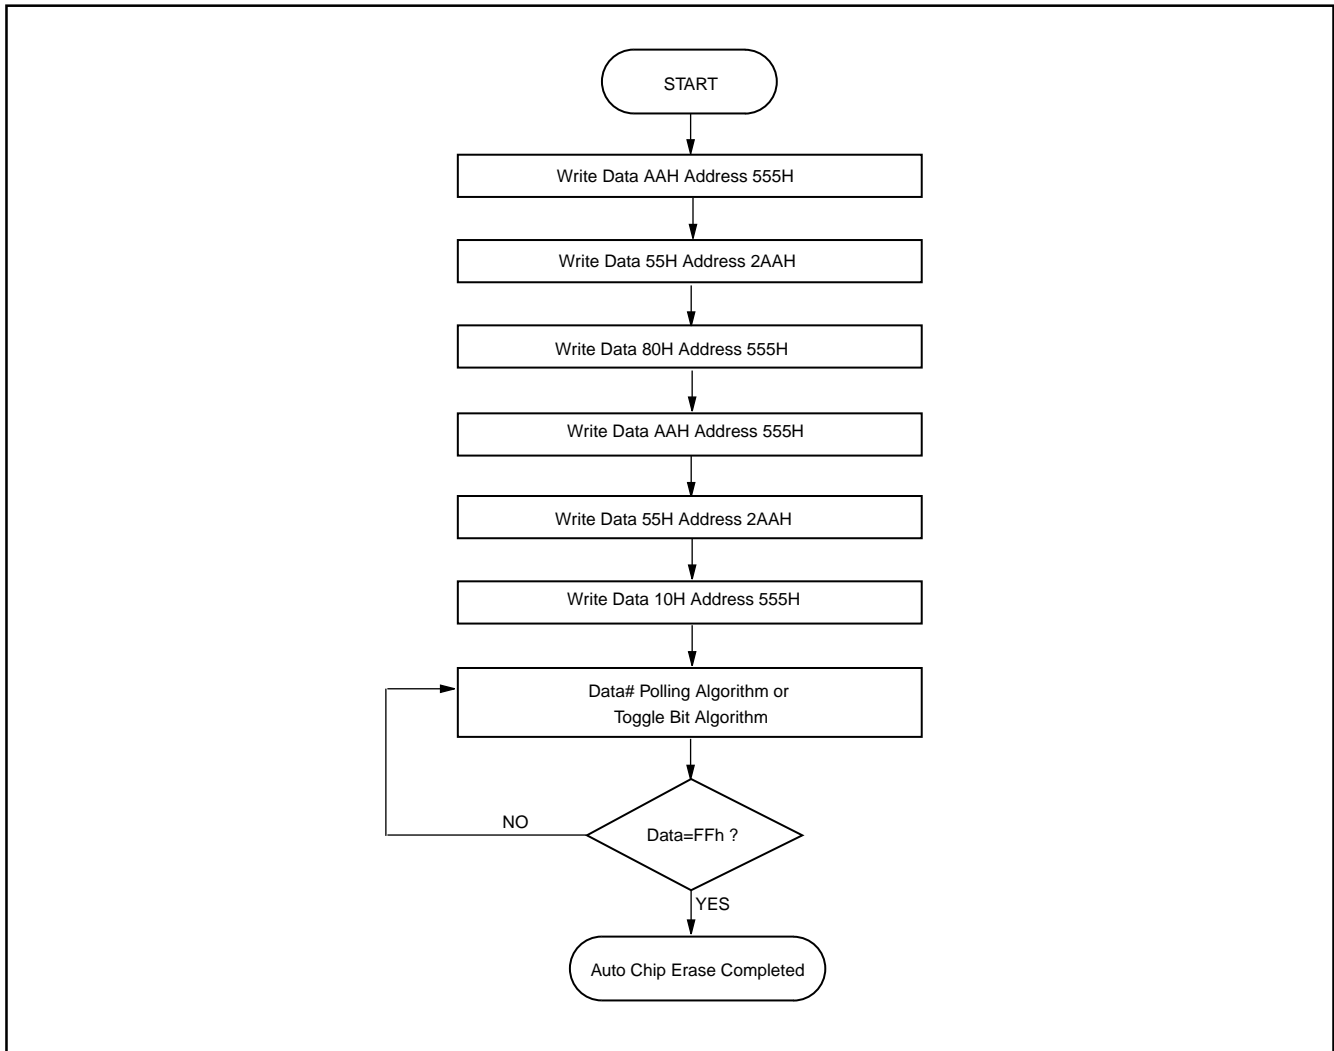 START
Write Data AAH Address 555H
Write Data 55H Address 2AAH
Write Data 80H Address 555H
Write Data AAH Address 555H
Write Data 55H Address 2AAH
Write Data 10H Address 555H
Data# Polling Algorithm or
Toggle Bit Algorithm
NO
Data=FFh ?
YES
Auto Chip Erase Completed